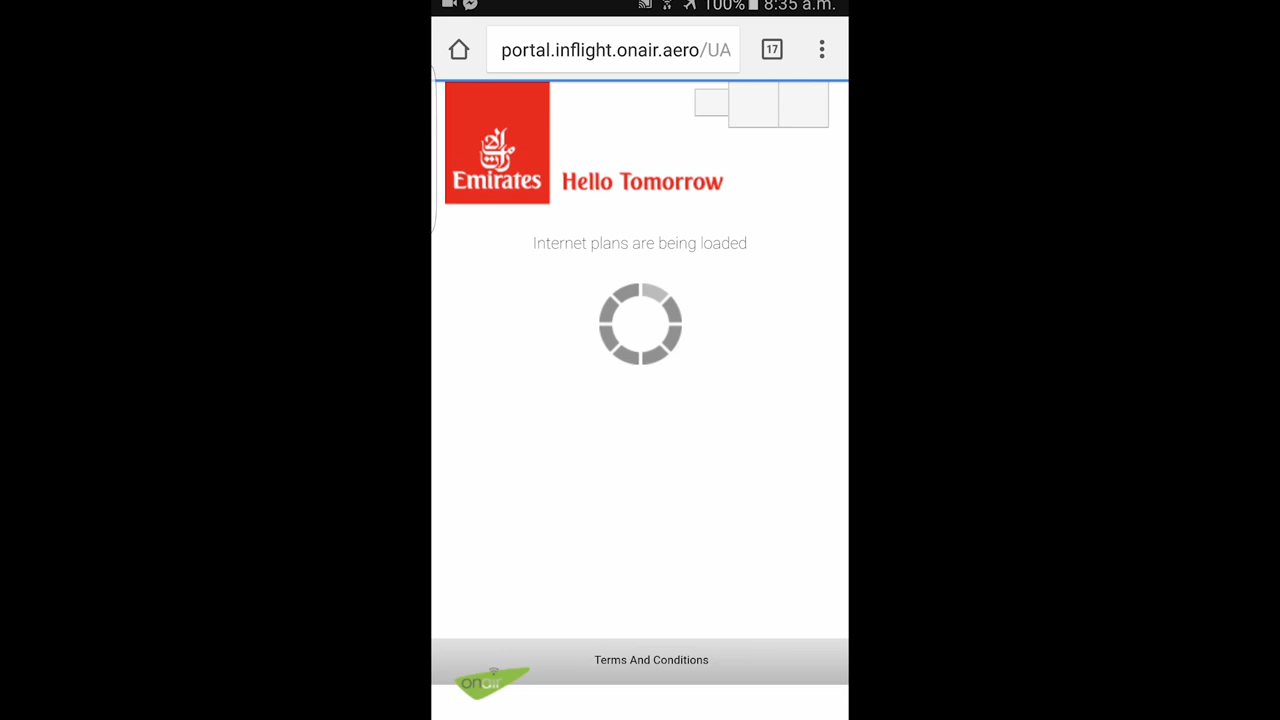 100% 8:35 a.m.
portal.inflight.onair.aero/UA
17
Emirates
Hello Tomorrow
Internet plans are being loaded
Terms And Conditions
onair